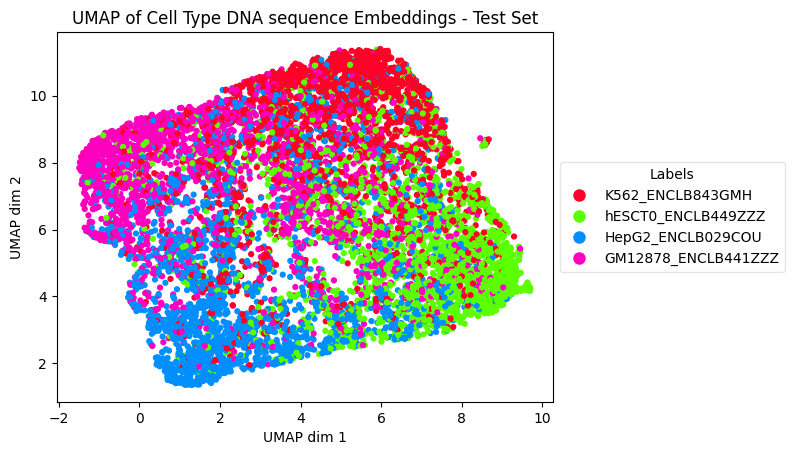 UMAP of Cell Type DNA sequence Embeddings - Test Set
UMAP dim 2
10
8
6
4
2
−2
0
2
4
6
8
10
UMAP dim 1
Labels
K562_ENCLB843GMH
hESCT0_ENCLB449ZZZ
HepG2_ENCLB029COU
GM12878_ENCLB441ZZZ